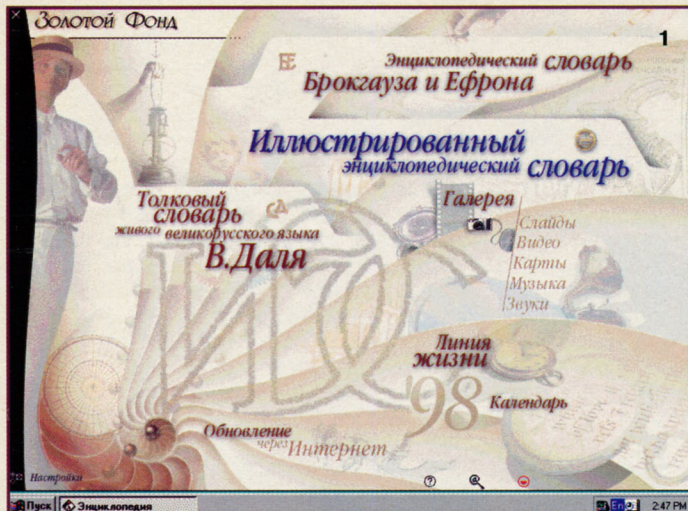 Золотой Фонд
1
Энциклопедический словарь
Брокгауза и Ефрона
Иллюстрированный
энциклопедический словарь
Толковый
словарь
живого великорусского языка
В.Даля
Галерея
Слайды
Видео
Карты
Музыка
Звуки
Линия
жизни
'98 Календарь
Обновление
через Интернет
Настройки
Пуск
Энциклопедия
En
2:47 PM